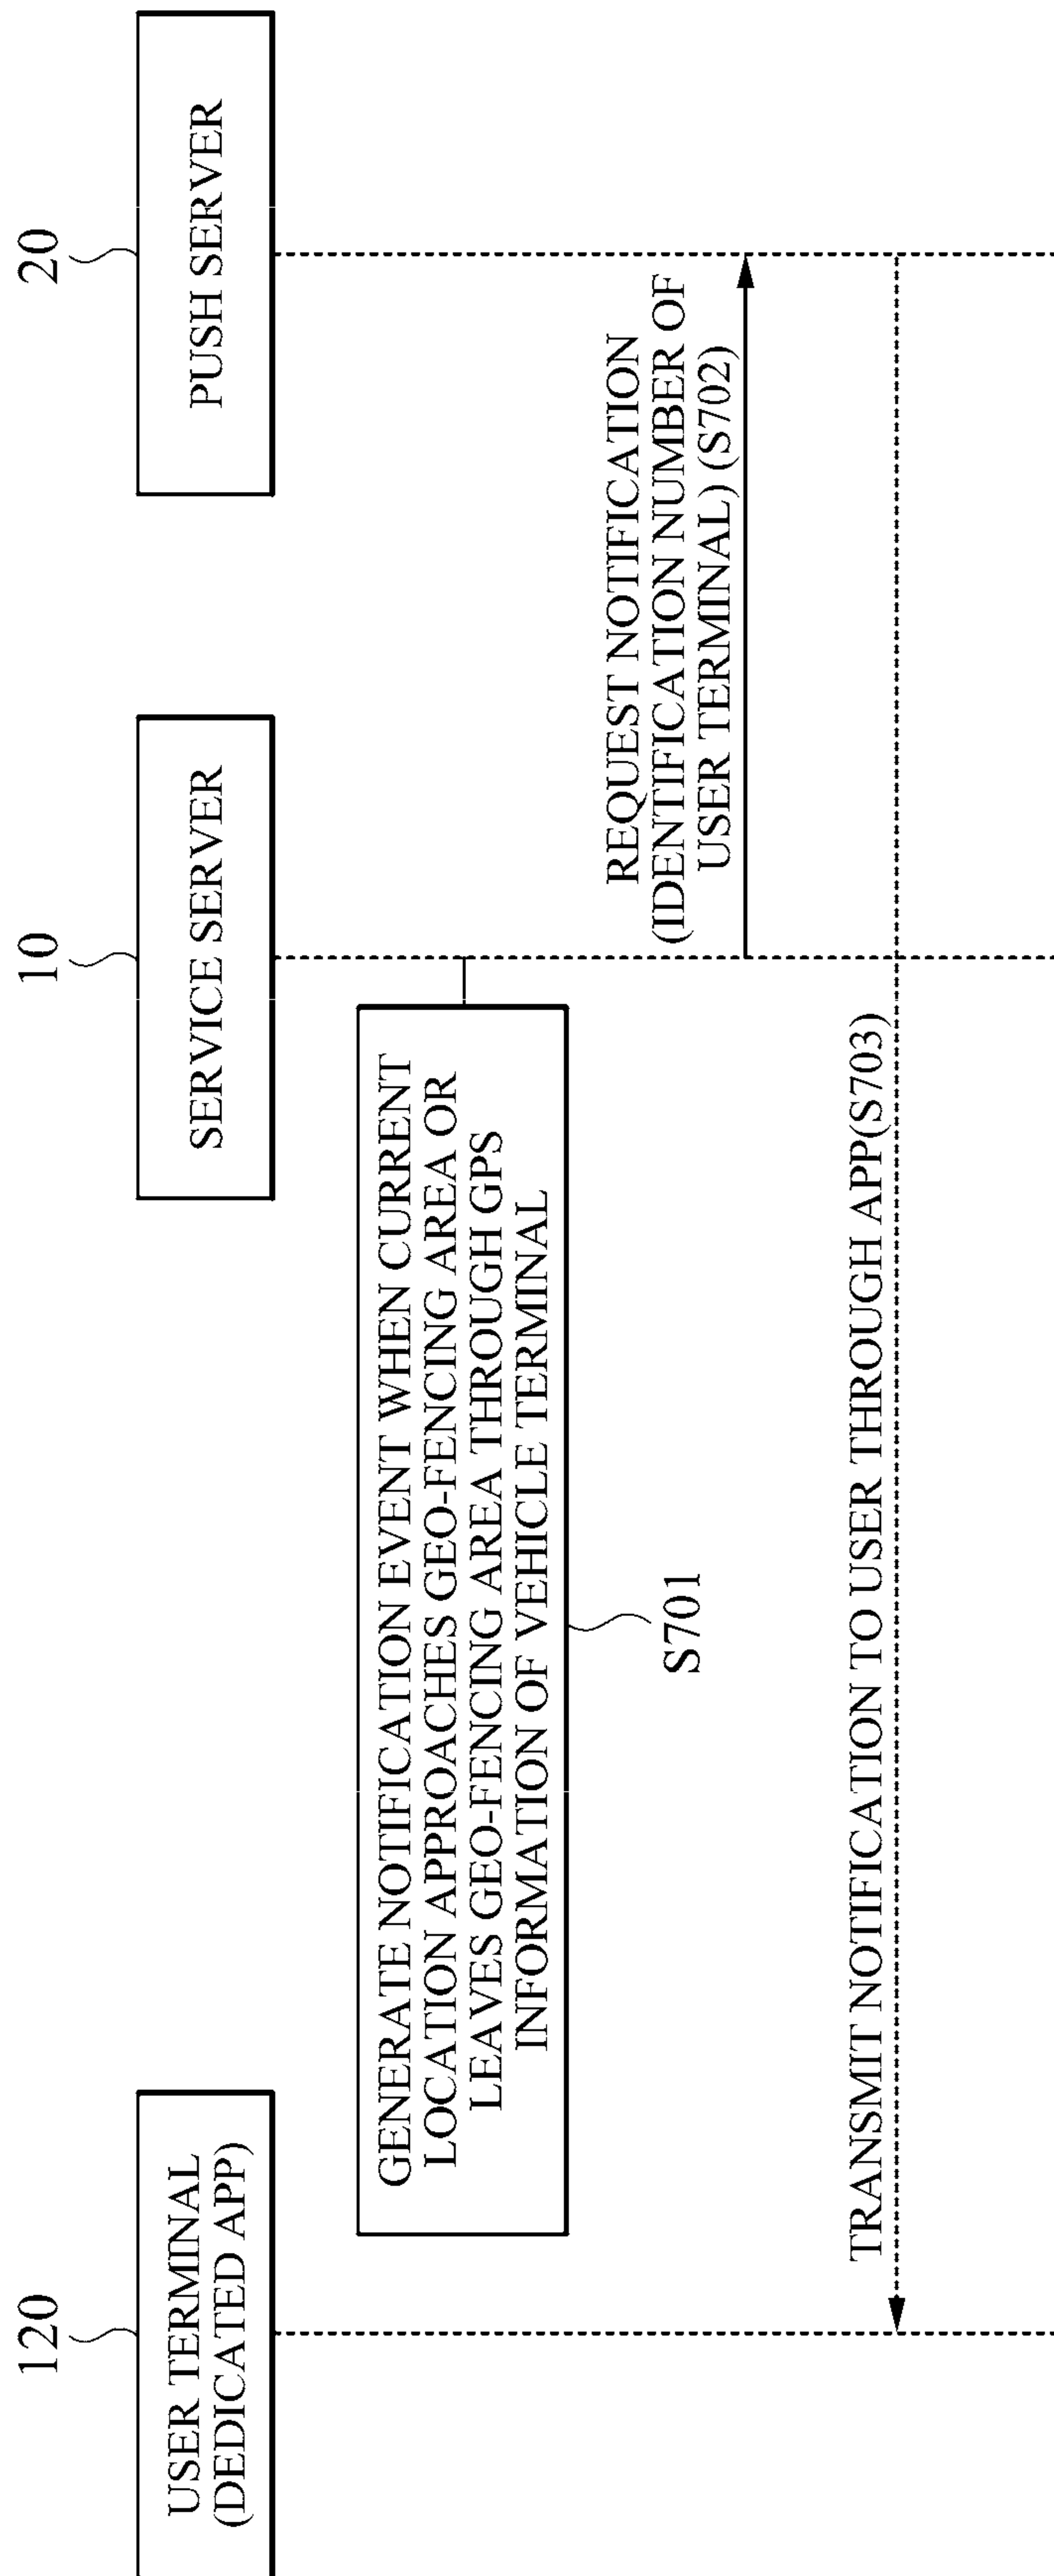 120
USER TERMINAL
(DEDICATED APP)
10
SERVICE SERVER
20
PUSH SERVER
GENERATE NOTIFICATION EVENT WHEN CURRENT
LOCATION APPROACHES GEO-FENCING AREA OR
LEAVES GEO-FENCING AREA THROUGH GPS
INFORMATION OF VEHICLE TERMINAL
S701
REQUEST NOTIFICATION
(IDENTIFICATION NUMBER OF
USER TERMINAL) (S702)
TRANSMIT NOTIFICATION TO USER THROUGH APP(S703)